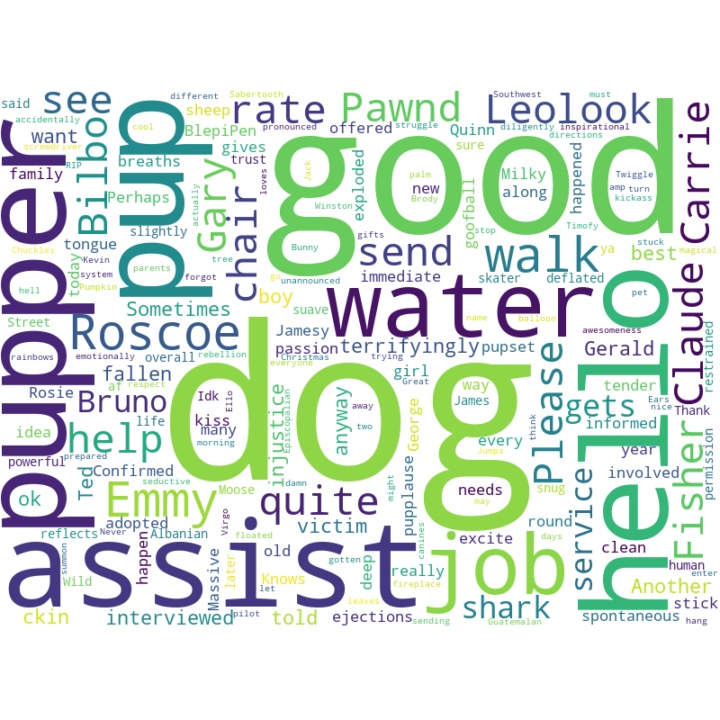 different
Sabertooth
Southwest
must
said
see
rate
Pawnd
Leolook
Carrie
accidentally
cool
sheep
pronounced
diligently
inspirational
directions
screwdriver
want
BlepiPen
offered
Quinn
struggle
RIP
breaths
gives
trust
sure
family
pupper
Bilbo
pup
Gary
chair
good
exploded
Jack
Milky
Twiggle
Perhaps
actually
loves
new
along
amp
turn
happened
kickass
slightly
Winston
palm
Brody
goofball
Timofy
tongue
Bunny
stop
walk
ya
best
stuck
magical
Chuckles
Kevin
today
tree
gifts
send
Claude
parents
forgot
immediate
skater
deflated
pet
system
Pumpkin
unannounced
go
hell
Sometimes
boy
name
balloon
suave
water
hello
Street
Roscoe
Jamesy
awesomeness
rainbows
emotionally
rebellion
passion
terrifyingly
pupset
Gerald
restrained
overall
Christmas
trying
fallen
everyone
girl
way
Great
Please
tender
Ears
nice
Rosie
af
respect
dog
Bruno
Idk
Ello
away
James
gets
Thank
life
kiss
anyway
George
idea
help
many
morning
two
every
think
informed
year
permission
powerful
Episcopalian
injustice
Jumps
Fisher
prepared
Confirmed
needs
snug
involved
Ted
Emmy
seductive
Moose
damn
might
pupplause
may
service
ok
adopted
quite
victim
excite
round
reflects
Never
Albanian
Virgo
floated
assist
old
deep
really
canines
job
days
clean
human
summon
happen
Massive
later
Knows
gotten
fireplace
Another
enter
Wild
let
shark
stick
ckin
interviewed
pilot
told
ejections
leaves
sending
Guatemalan
spontaneous
hang